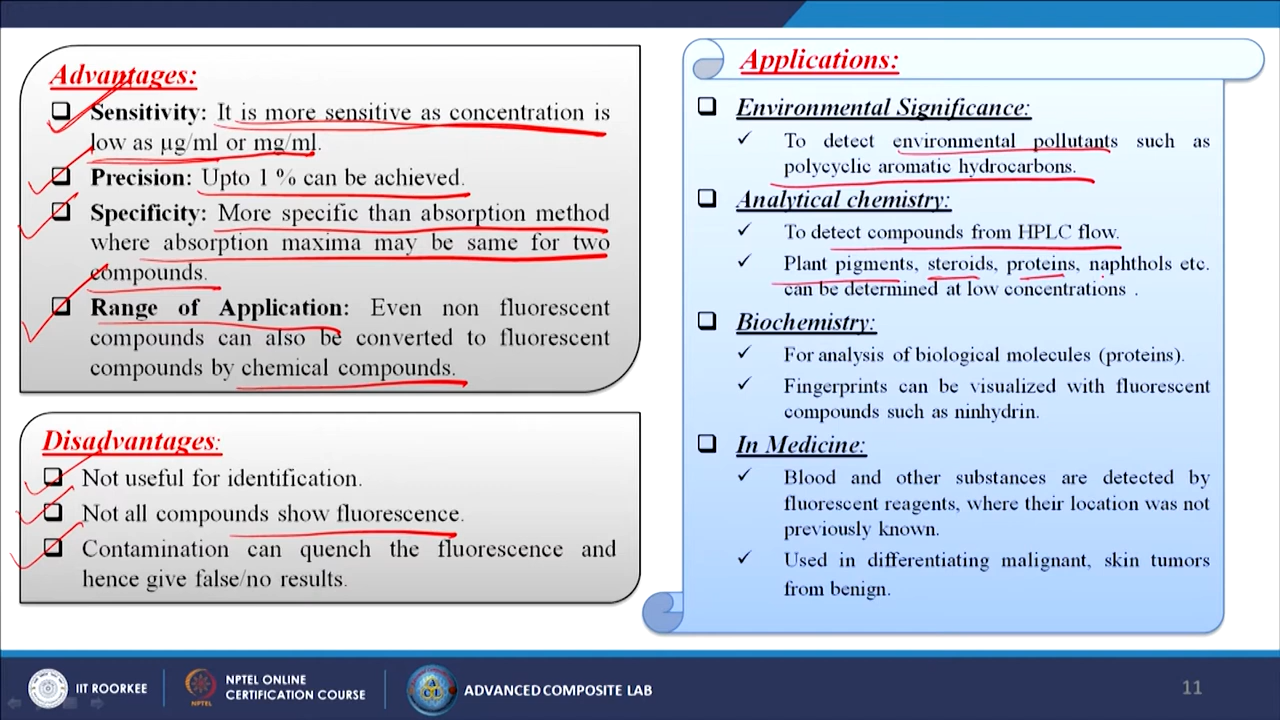 Advantages:
Sensitivity: It is more sensitive as concentration is
low as µg/ml or mg/ml.
Precision: Upto 1 % can be achieved.
Specificity: More specific than absorption method
where absorption maxima may be same for two
compounds.
Range of Application: Even non fluorescent
compounds can also be converted to fluorescent
compounds by chemical compounds.
Disadvantages:
Not useful for identification.
Not all compounds show fluorescence.
Contamination can quench the fluorescence and
hence give false/no results.
Applications:
Environmental Significance:
To detect environmental pollutants such as
polycyclic aromatic hydrocarbons.
Analytical chemistry:
To detect compounds from HPLC flow.
Plant pigments, steroids, proteins, naphthols etc.
can be determined at low concentrations .
Biochemistry:
For analysis of biological molecules (proteins).
Fingerprints can be visualized with fluorescent
compounds such as ninhydrin.
In Medicine:
Blood and other substances are detected by
fluorescent reagents, where their location was not
previously known.
Used in differentiating malignant, skin tumors
from benign.
IIT ROORKEE
NPTEL
NPTEL ONLINE
CERTIFICATION COURSE
ACL
ADVANCED COMPOSITE LAB
11